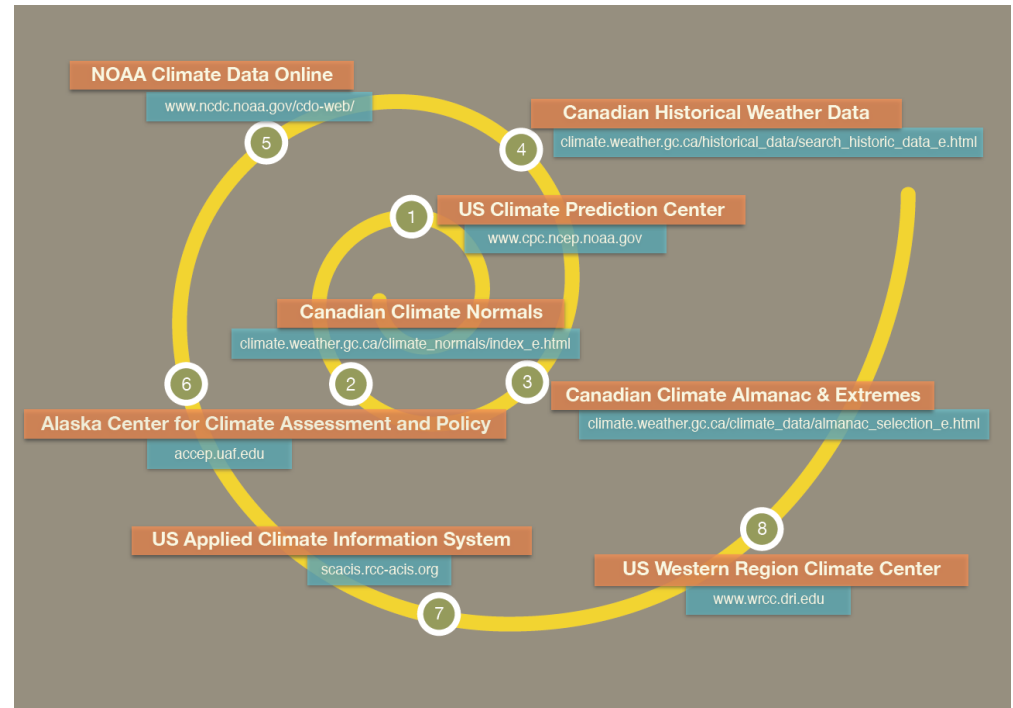 NOAA Climate Data Online
www.ncdc.noaa.gov/cdo-web/
5
Canadian Historical Weather Data
climate.weather.gc.ca/historical_data/search_historic_data_e.html
4
1
US Climate Prediction Center
www.cpc.ncep.noaa.gov
Canadian Climate Normals
climate.weather.gc.ca/climate_normals/index_e.html
2
3
Canadian Climate Almanac & Extremes
climate.weather.gc.ca/climate_data/almanac_selection_e.html
6
Alaska Center for Climate Assessment and Policy
accep.uaf.edu
US Applied Climate Information System
scacis.rcc-acis.org
7
8
US Western Region Climate Center
www.wrcc.dri.edu